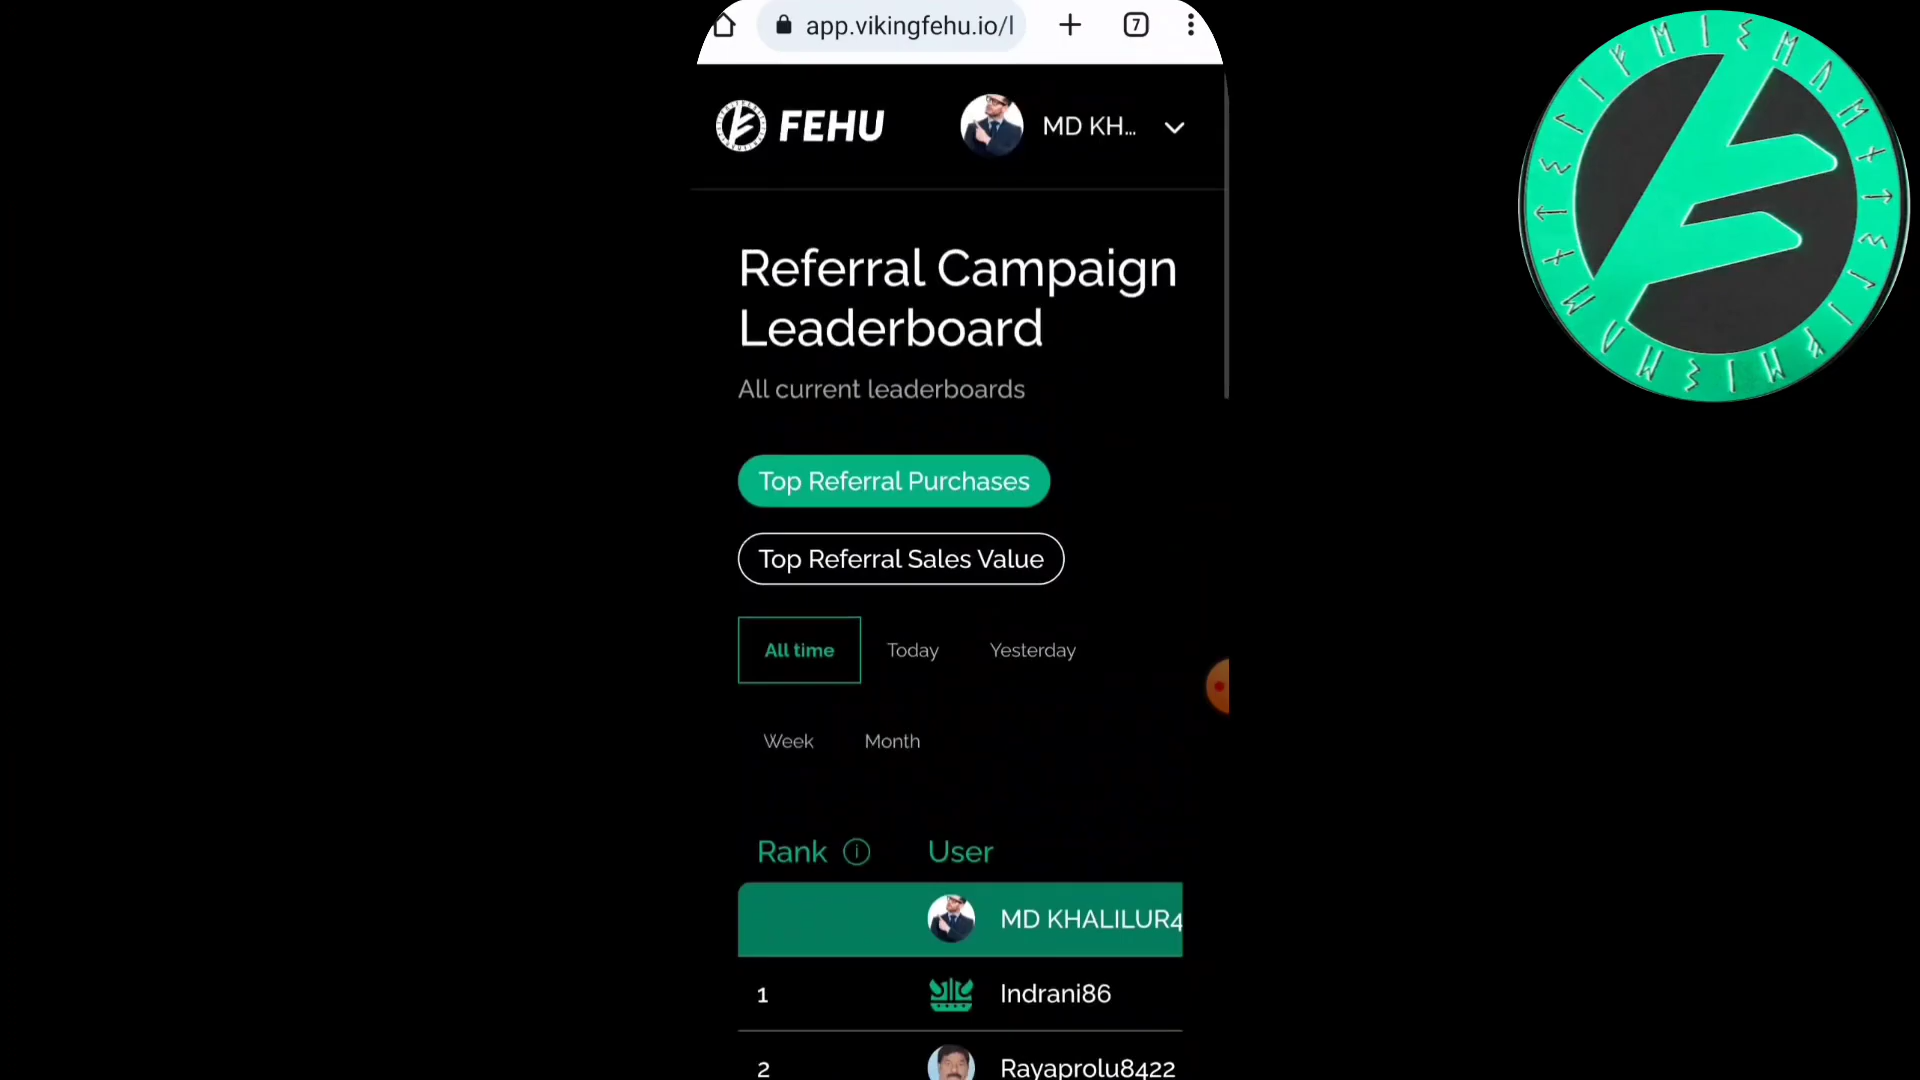 app.vikingfehu.io/l
7
FEHU
MD KH...
Referral Campaign
Leaderboard
All current leaderboards
Top Referral Purchases
Top Referral Sales Value
All time Today Yesterday
Week Month
Rank User
MD KHALILUR4
1 Indrani86
2 Rayaprolu8422